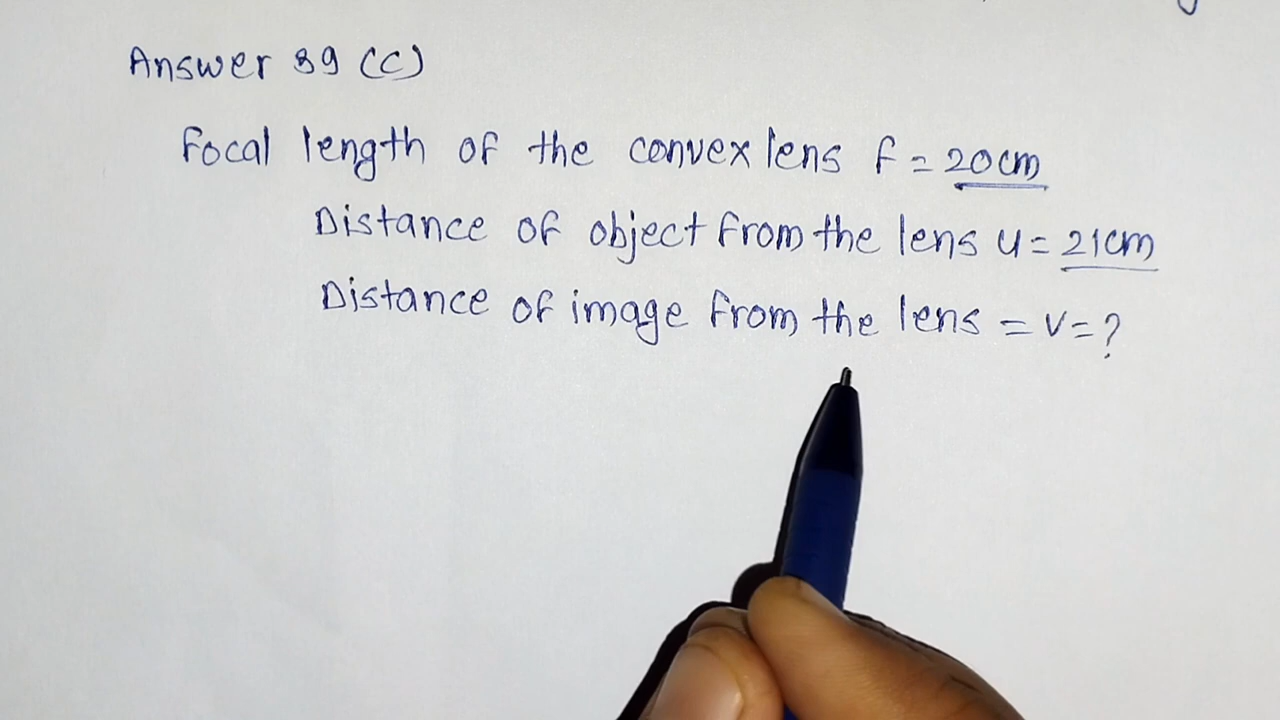 Answer 39 (C)
Focal length of the convex lens f = 20cm
Distance of object from the lens u = 21cm
Distance of image from the lens = v = ?